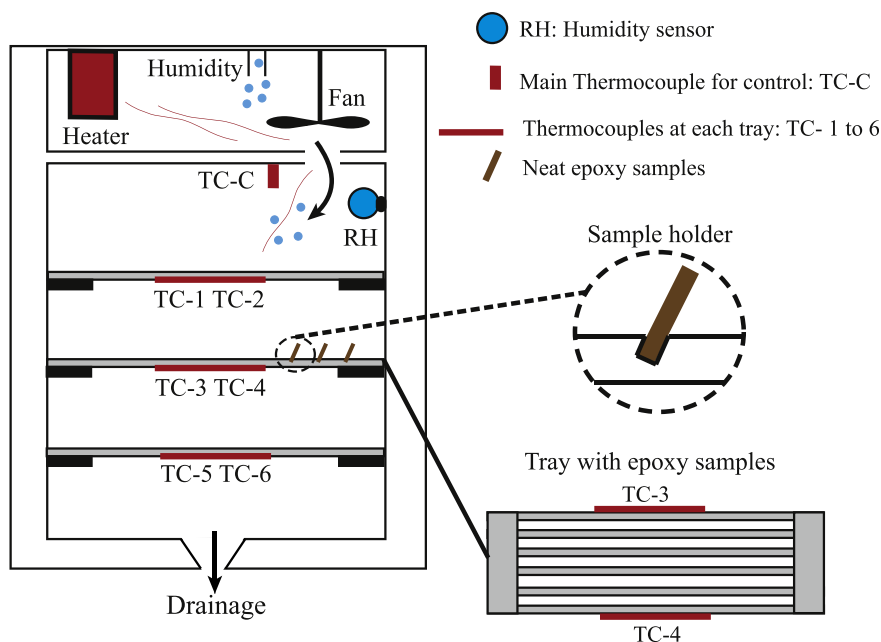 Humidity
Fan
Heater
TC-C
RH
TC-1 TC-2
TC-3 TC-4
TC-5 TC-6
Drainage
RH: Humidity sensor
Main Thermocouple for control: TC-C
Thermocouples at each tray: TC- 1 to 6
Neat epoxy samples
Sample holder
Tray with epoxy samples
TC-3
TC-4